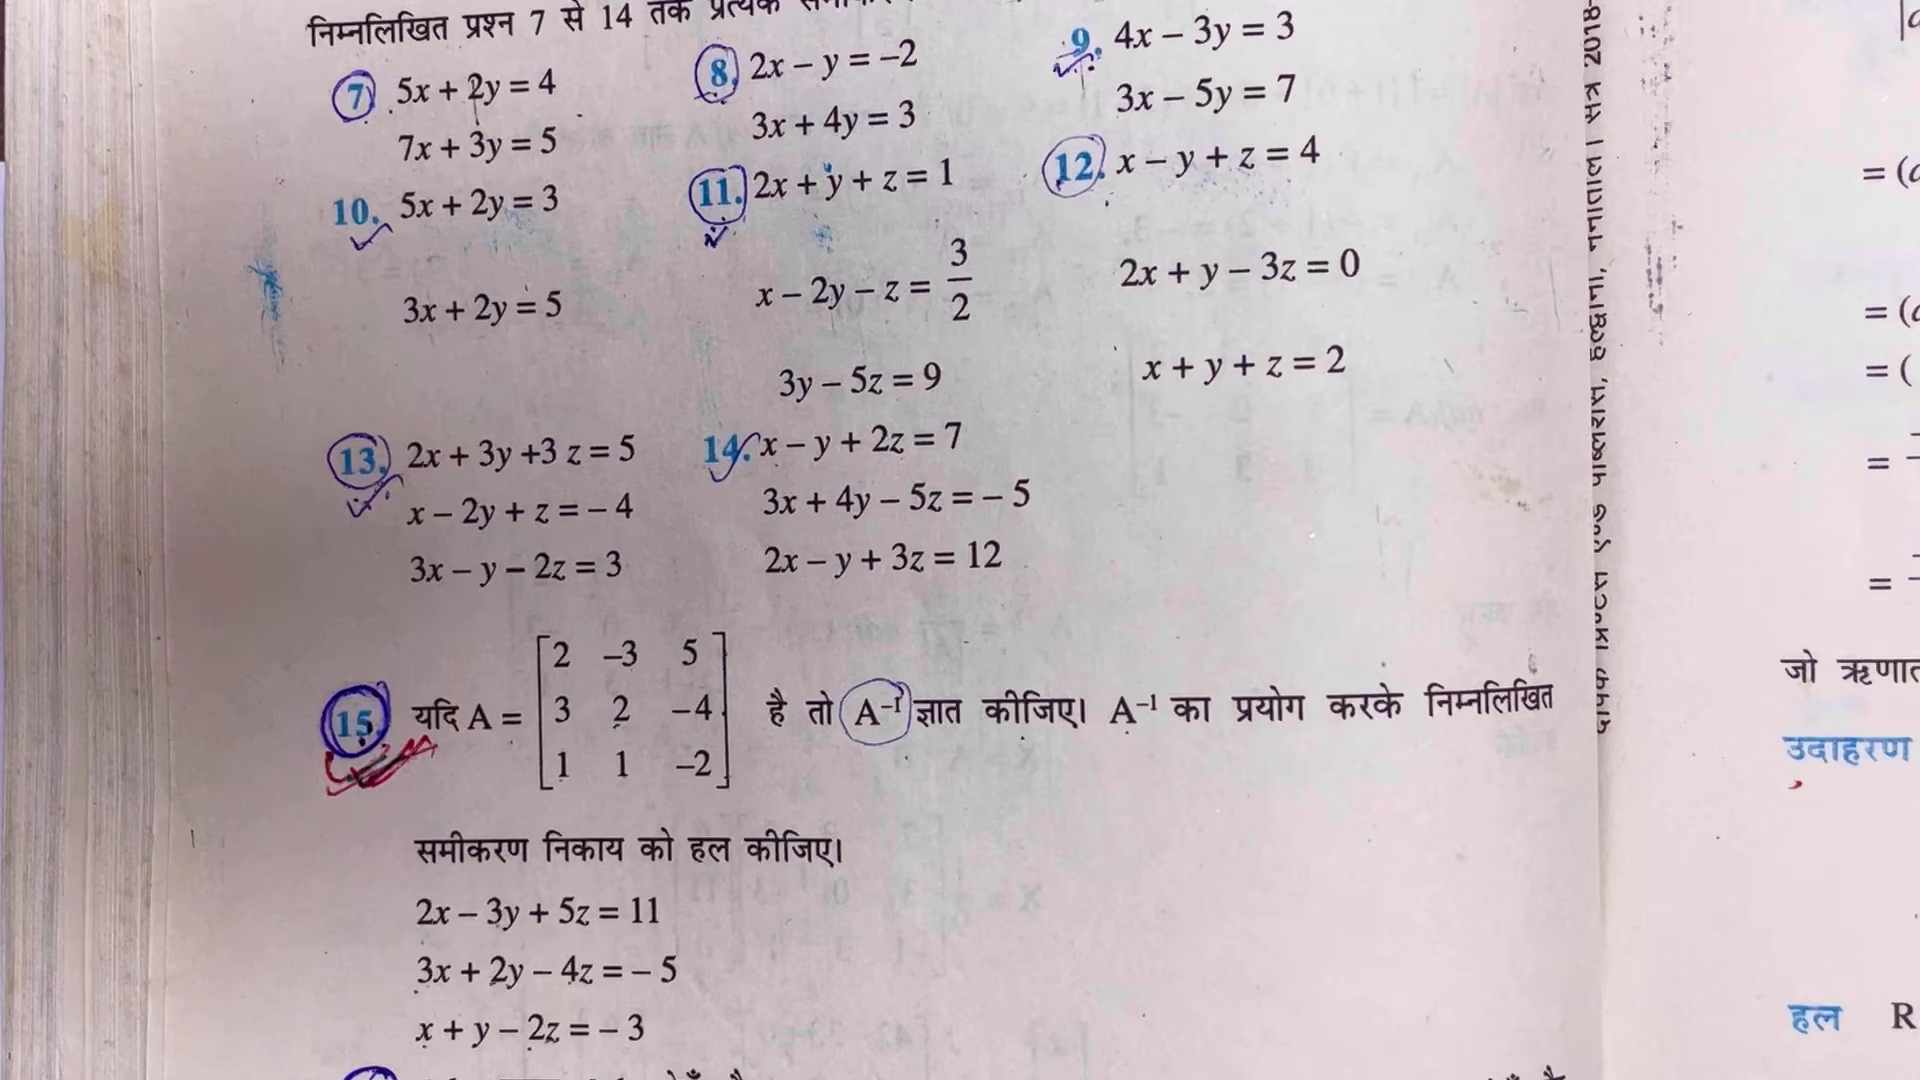 निम्नलिखित प्रश्न 7 से 14 तक प्रत्येक
7. 5x + 2y = 4
7x + 3y = 5
8. 2x – y = –2
3x + 4y = 3
9. 4x – 3y = 3
3x – 5y = 7
10. 5x + 2y = 3
3x + 2y = 5
11. 2x + y + z = 1
x – 2y – z = 3/2
3y – 5z = 9
12. x – y + z = 4
2x + y – 3z = 0
x + y + z = 2
13. 2x + 3y +3 z = 5
x – 2y + z = – 4
3x – y – 2z = 3
14. x – y + 2z = 7
3x + 4y – 5z = – 5
2x – y + 3z = 12
15. यदि A = [2 –3 5
3 2 –4
1 1 –2] है तो A⁻¹ ज्ञात कीजिए। A⁻¹ का प्रयोग करके निम्नलिखित
समीकरण निकाय को हल कीजिए।
2x – 3y + 5z = 11
3x + 2y – 4z = – 5
x + y – 2z = – 3
= (
= (
= (
=
=
जो
उदाहरण
हल R